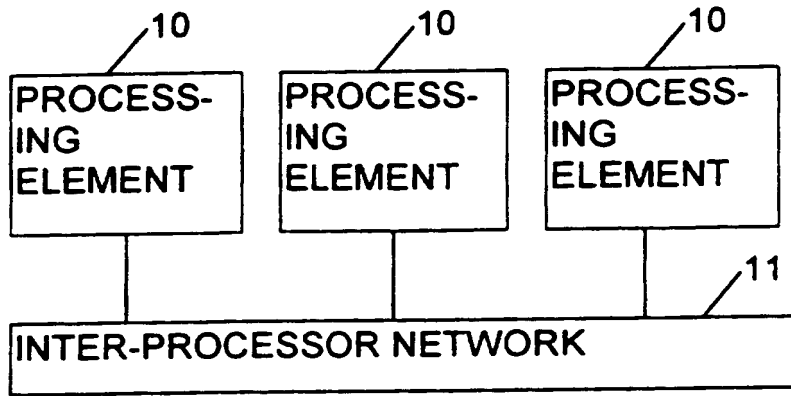 10
10
10
PROCESS-
ING
ELEMENT
PROCESS-
ING
ELEMENT
PROCESS-
ING
ELEMENT
11
INTER-PROCESSOR NETWORK